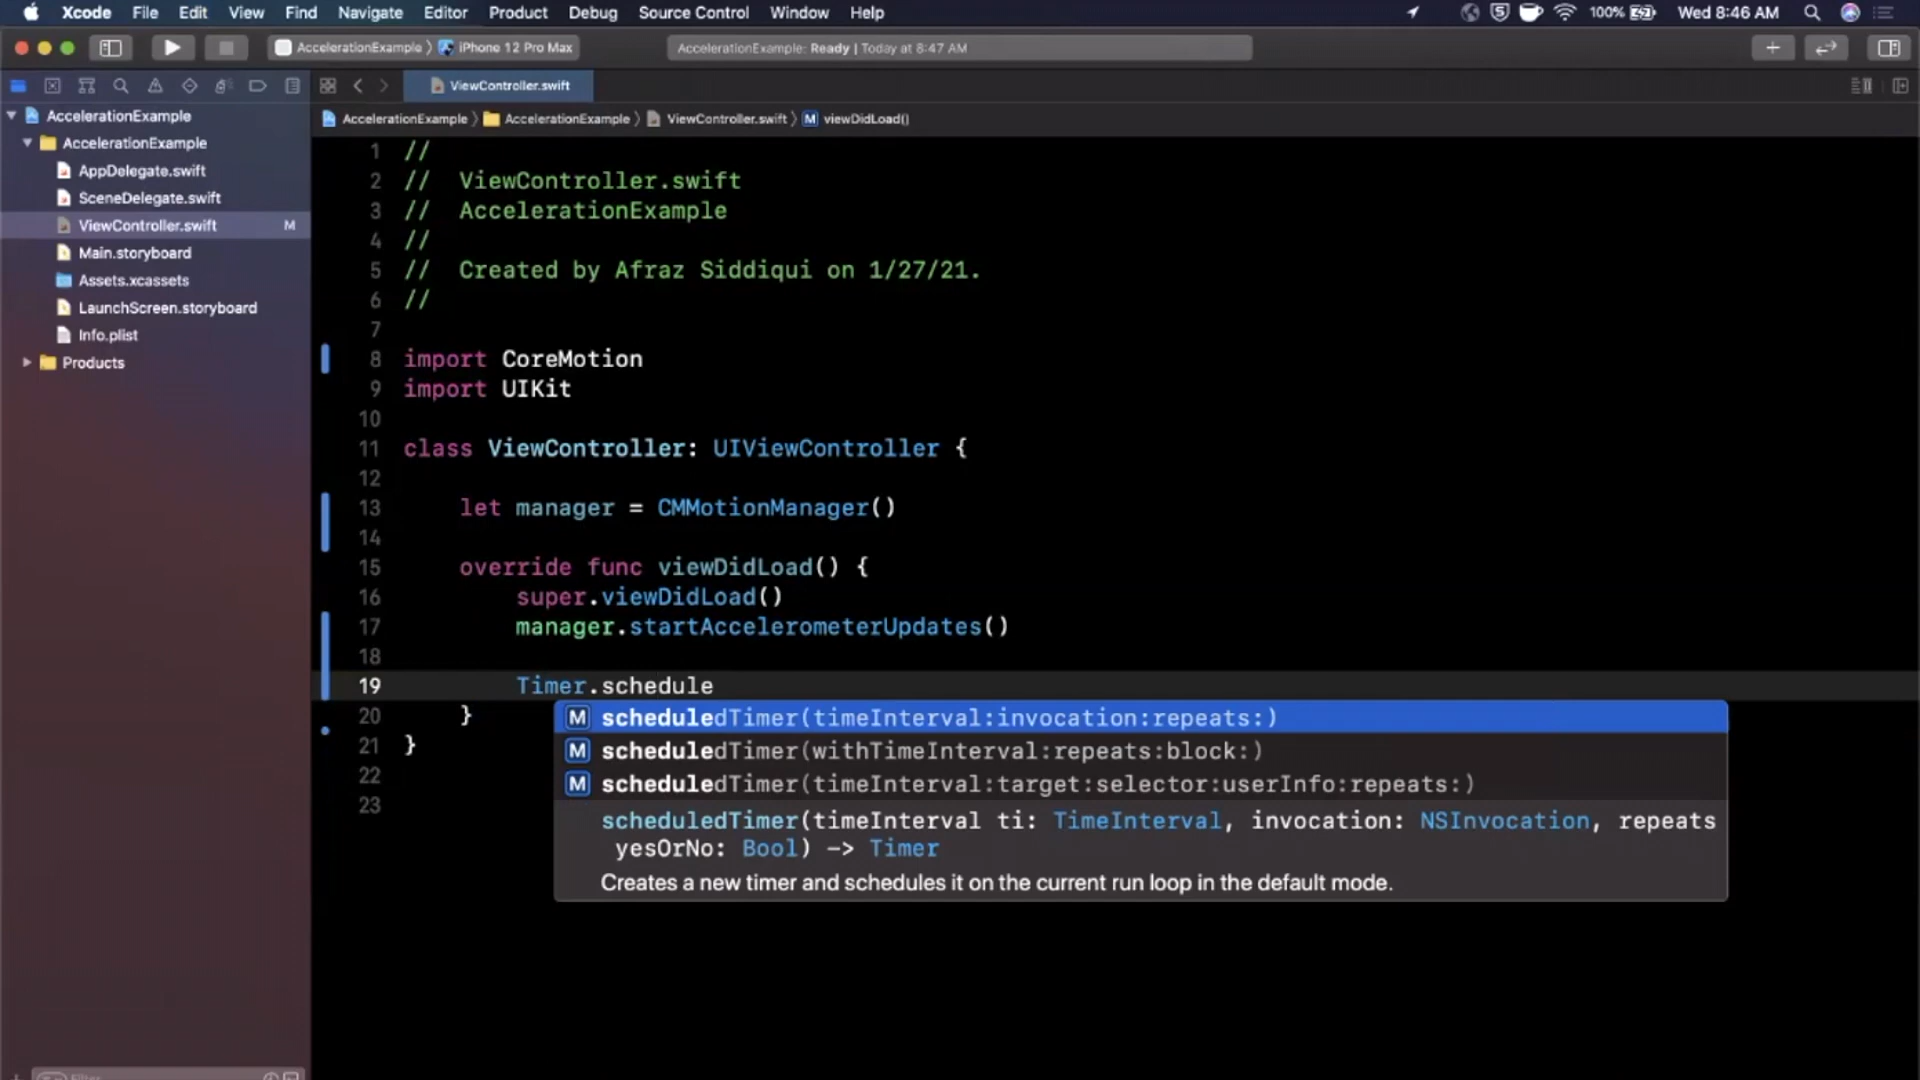 Xcode File Edit View Find Navigate Editor Product Debug Source Control Window Help 100% Wed 8:46 AM
AccelerationExample iPhone 12 Pro Max AccelerationExample: Ready | Today at 8:47 AM
ViewController.swift
AccelerationExample AccelerationExample ViewController.swift M viewDidLoad()
AccelerationExample
AccelerationExample
AppDelegate.swift
SceneDelegate.swift
ViewController.swift M
Main.storyboard
Assets.xcassets
LaunchScreen.storyboard
Info.plist
Products
1 //
2 // ViewController.swift
3 // AccelerationExample
4 //
5 // Created by Afraz Siddiqui on 1/27/21.
6 //
7
8 import CoreMotion
9 import UIKit
10
11 class ViewController: UIViewController {
12
13 let manager = CMMotionManager()
14
15 override func viewDidLoad() {
16 super.viewDidLoad()
17 manager.startAccelerometerUpdates()
18
19 Timer.schedule
20 }
21 }
22
23
M scheduledTimer(timeInterval:invocation:repeats:)
M scheduledTimer(withTimeInterval:repeats:block:)
M scheduledTimer(timeInterval:target:selector:userInfo:repeats:)
scheduledTimer(timeInterval ti: TimeInterval, invocation: NSInvocation, repeats
yesOrNo: Bool) -> Timer
Creates a new timer and schedules it on the current run loop in the default mode.